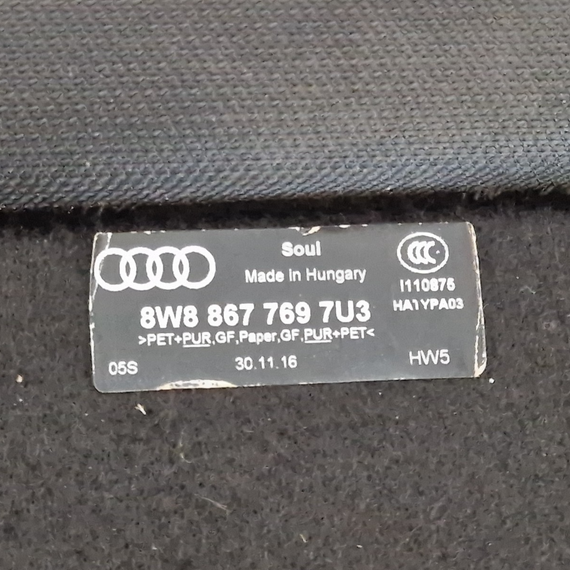 Soul
Made in Hungary
CCC
I110876
HA1YPA03
8W8 867 769 7U3
>PET+PUR,GF,Paper,GF,PUR+PET<
05S
30.11.16
HW5